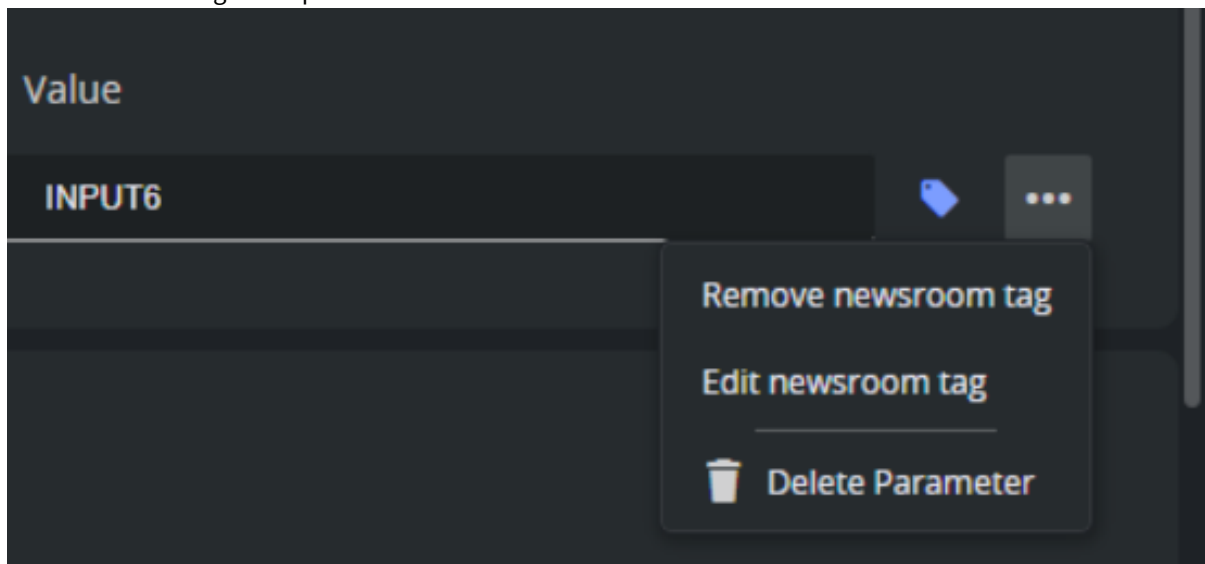 Value
INPUT6
Remove newsroom tag
Edit newsroom tag
Delete Parameter